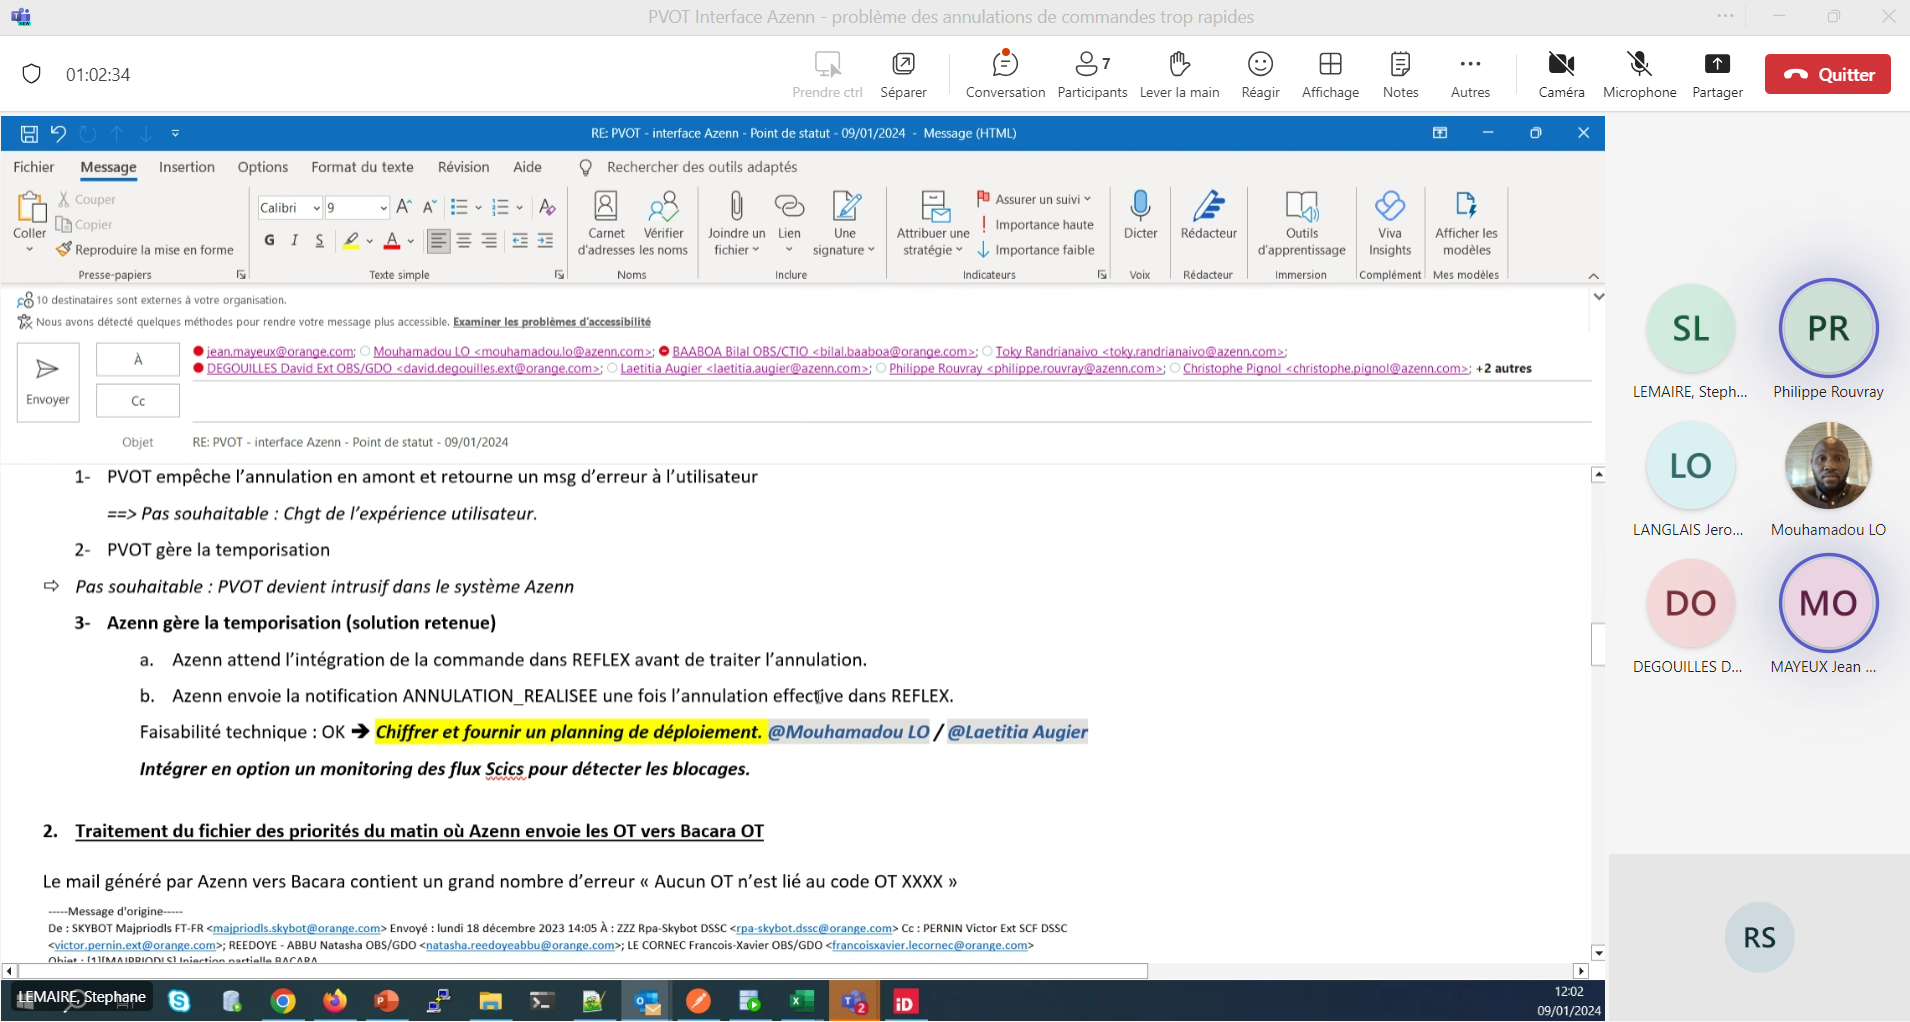 PVOT Interface Azenn - problème des annulations de commandes trop rapides
01:02:34
Prendre ctrl
Séparer
Conversation
7
Participants
Lever la main
Réagir
Affichage
Notes
Autres
Caméra
Microphone
Partager
Quitter
RE: PVOT - interface Azenn - Point de statut - 09/01/2024 - Message (HTML)
Fichier Message Insertion Options Format du texte Révision Aide Rechercher des outils adaptés
Coller
Couper
Copier
Reproduire la mise en forme
Presse-papiers
Calibri 9
G I S
Texte simple
Carnet d'adresses
Vérifier les noms
Noms
Joindre un fichier
Lien
Une signature
Inclure
Attribuer une stratégie
Assurer un suivi
Importance haute
Importance faible
Indicateurs
Dicter
Voix
Rédacteur
Rédacteur
Outils d'apprentissage
Immersion
Viva Insights
Complément
Afficher les modèles
Mes modèles
10 destinataires sont externes à votre organisation.
Nous avons détecté quelques méthodes pour rendre votre message plus accessible. Examiner les problèmes d'accessibilité
Envoyer
À
jean.mayeux@orange.com; Mouhamadou LO <mouhamadou.lo@azenn.com>; BAABOA Bilal OBS/CTIO <bilal.baaboa@orange.com>; Toky Randrianaivo <toky.randrianaivo@azenn.com>;
DEGOUILLES David Ext OBS/GDO <david.degouilles.ext@orange.com>; Laetitia Augier <laetitia.augier@azenn.com>; Philippe Rouvray <philippe.rouvray@azenn.com>; Christophe Pignol <christophe.pignol@azenn.com>; +2 autres
Cc
Objet RE: PVOT - interface Azenn - Point de statut - 09/01/2024
1- PVOT empêche l'annulation en amont et retourne un msg d'erreur à l'utilisateur
==> Pas souhaitable : Chgt de l'expérience utilisateur.
2- PVOT gère la temporisation
⇨ Pas souhaitable : PVOT devient intrusif dans le système Azenn
3- Azenn gère la temporisation (solution retenue)
a. Azenn attend l'intégration de la commande dans REFLEX avant de traiter l'annulation.
b. Azenn envoie la notification ANNULATION_REALISEE une fois l'annulation effective dans REFLEX.
Faisabilité technique : OK ➔ Chiffrer et fournir un planning de déploiement. @Mouhamadou LO / @Laetitia Augier
Intégrer en option un monitoring des flux Scics pour détecter les blocages.
2. Traitement du fichier des priorités du matin où Azenn envoie les OT vers Bacara OT
Le mail généré par Azenn vers Bacara contient un grand nombre d'erreur « Aucun OT n'est lié au code OT XXXX »
-----Message d'origine-----
De : SKYBOT Majpriodls FT-FR <majpriodls.skybot@orange.com> Envoyé : lundi 18 décembre 2023 14:05 À : ZZZ Rpa-Skybot DSSC <rpa-skybot.dssc@orange.com> Cc : PERNIN Victor Ext SCF DSSC
<victor.pernin.ext@orange.com>; REEDOYE - ABBU Natasha OBS/GDO <natasha.reedoyeabbu@orange.com>; LE CORNEC Francois-Xavier OBS/GDO <francoisxavier.lecornec@orange.com>
Objet : [1][MAJPRIODLS] Injection partielle BACARA
SL
LEMAIRE, Steph...
PR
Philippe Rouvray
LO
LANGLAIS Jero...
Mouhamadou LO
DO
DEGOUILLES D...
MO
MAYEUX Jean ...
RS
LEMAIRE, Stephane
2
iD
12:02
09/01/2024